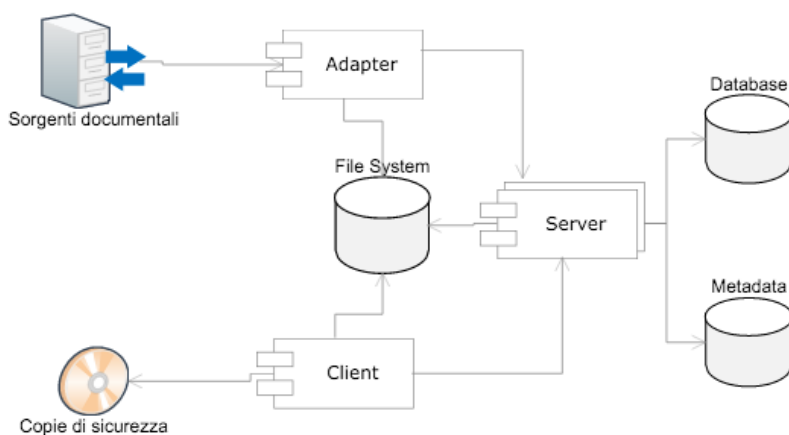 Adapter
Sorgenti documentali
Database
File System
Server
Metadata
Client
Copie di sicurezza